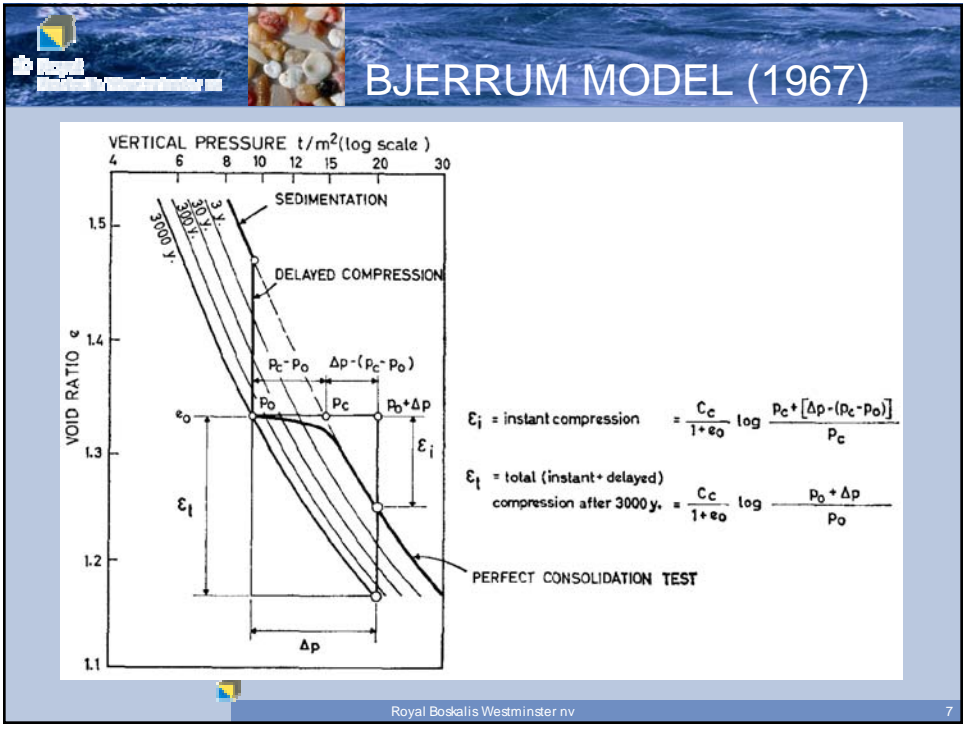 BJERRUM MODEL (1967)
VERTICAL PRESSURE t/m²(log scale)
4 6 8 10 12 15 20 30
SEDIMENTATION
3 y.
30 y.
300 y.
3000 y.
1.5
DELAYED COMPRESSION
VOID RATIO e
1.4
Pc-Po Δp-(Pc-Po)
Po Pc Po+Δp
eo
εi
εi = instant compression = Cc / 1+eo log Pc+[Δp-(Pc-Po)] / Pc
1.3
εt
εt = total (instant+ delayed)
compression after 3000 y. = Cc / 1+eo log Po+Δp / Po
1.2
PERFECT CONSOLIDATION TEST
Δp
1.1
Royal Boskalis Westminster nv
7